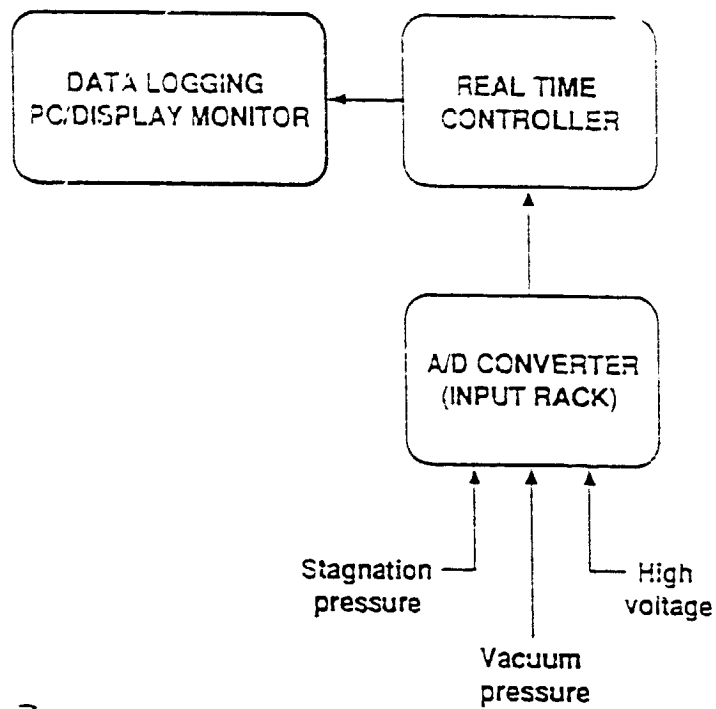 DATA LOGGING
PC/DISPLAY MONITOR
REAL TIME
CONTROLLER
A/D CONVERTER
(INPUT RACK)
Stagnation
pressure
High
voltage
Vacuum
pressure